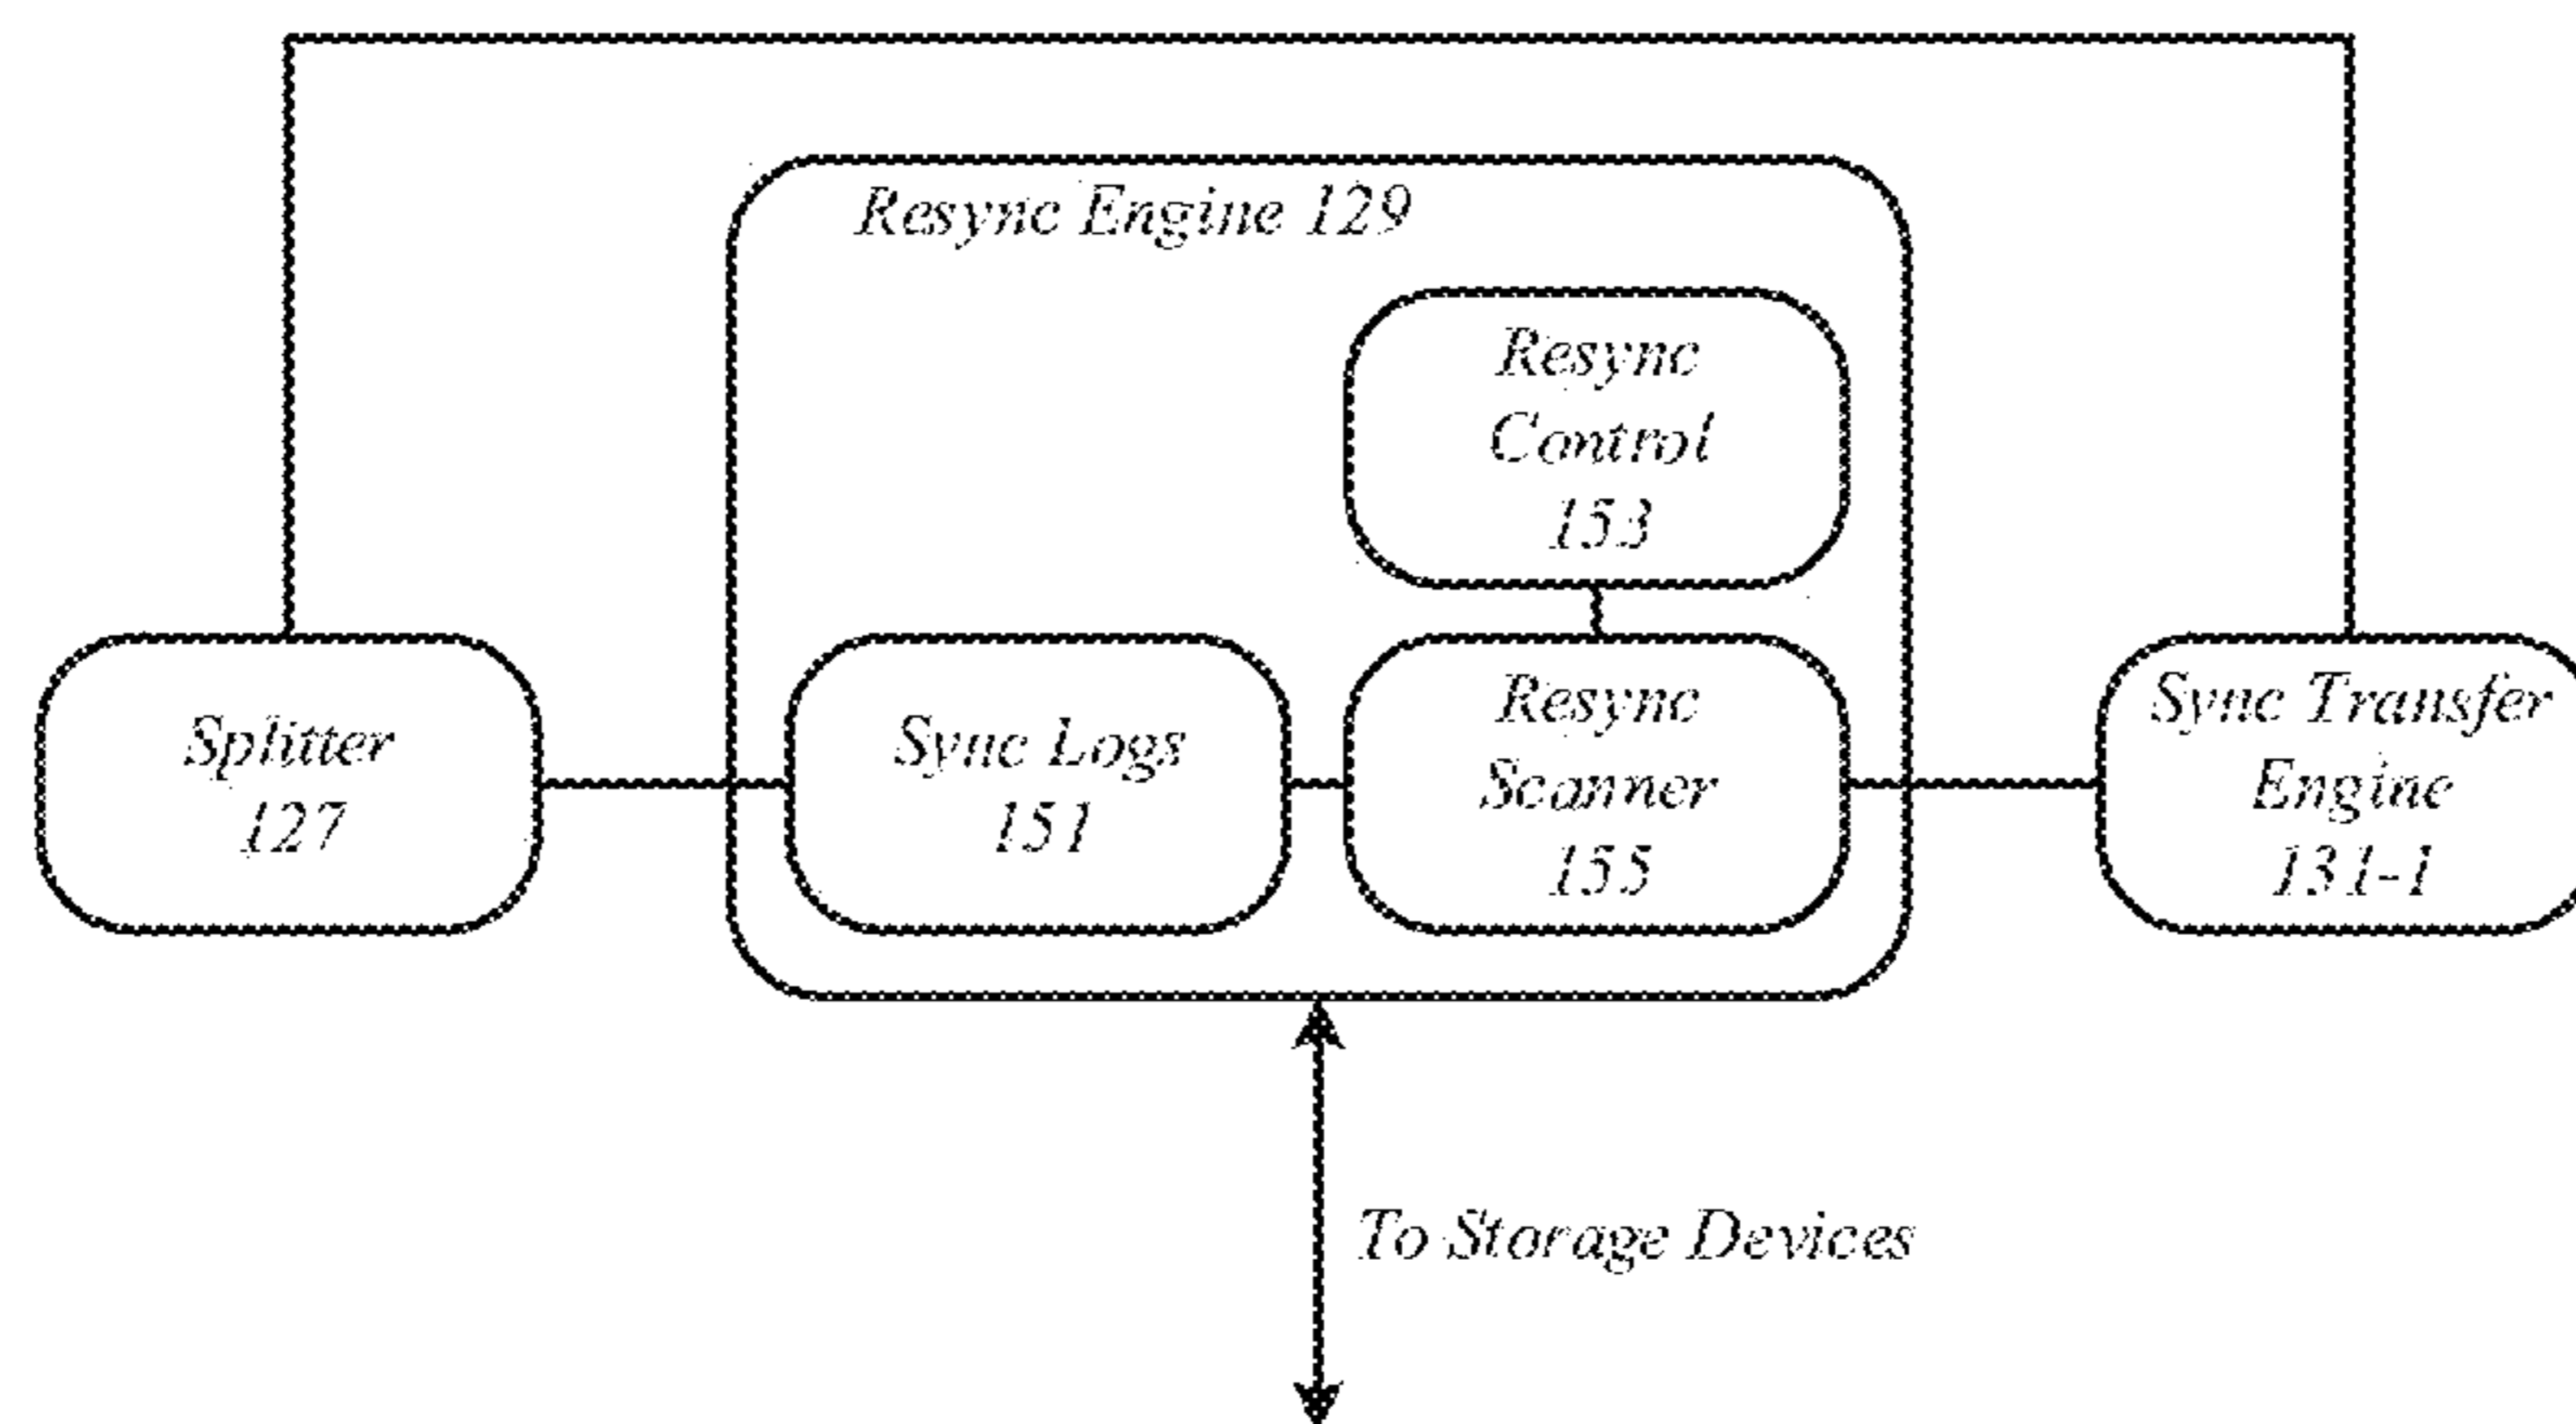 Resync Engine 129
Resync
Control
153
Splitter
127
Sync Logs
151
Resync
Scanner
155
Sync Transfer
Engine
131-1
To Storage Devices